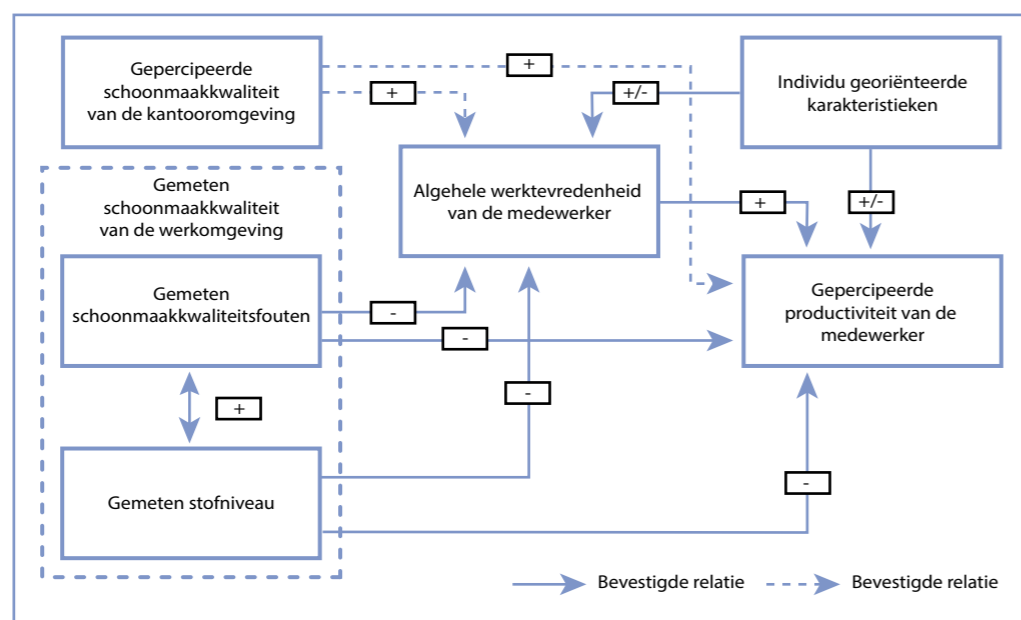 Gepercipeerde
schoonmaakkwaliteit
van de kantooromgeving
+
+
+/-
Individu georiënteerde
karakteristieken
Gemeten
schoonmaakkwaliteit
van de werkomgeving
Algehele werktevredenheid
van de medewerker
+
+/-
Gemeten
schoonmaakkwaliteitsfouten
-
-
Gepercipeerde
productiviteit van de
medewerker
+
-
Gemeten stofniveau
-
Bevestigde relatie
Bevestigde relatie